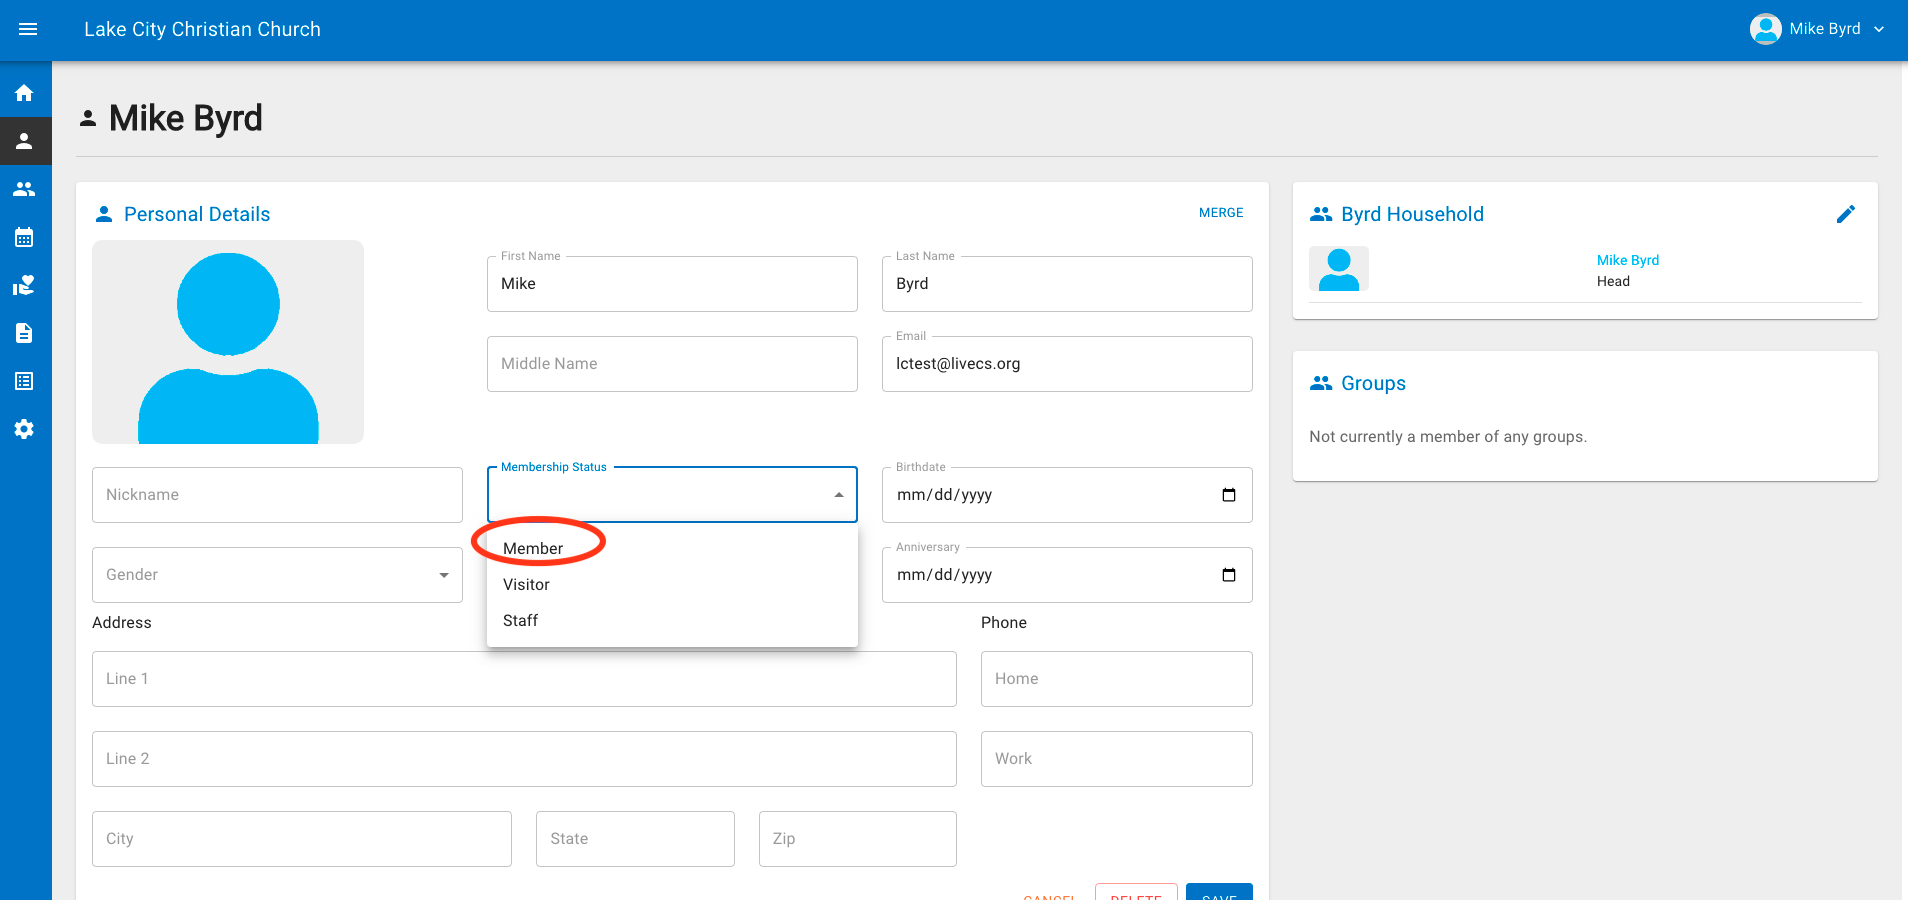 Lake City Christian Church
Mike Byrd
Mike Byrd
Personal Details
MERGE
First Name
Mike
Last Name
Byrd
Middle Name
Email
lctest@livecs.org
Nickname
Membership Status
Birthdate
mm/dd/yyyy
Member
Visitor
Staff
Gender
Anniversary
mm/dd/yyyy
Address
Phone
Line 1
Home
Line 2
Work
City
State
Zip
CANCEL
DELETE
SAVE
Byrd Household
Mike Byrd
Head
Groups
Not currently a member of any groups.